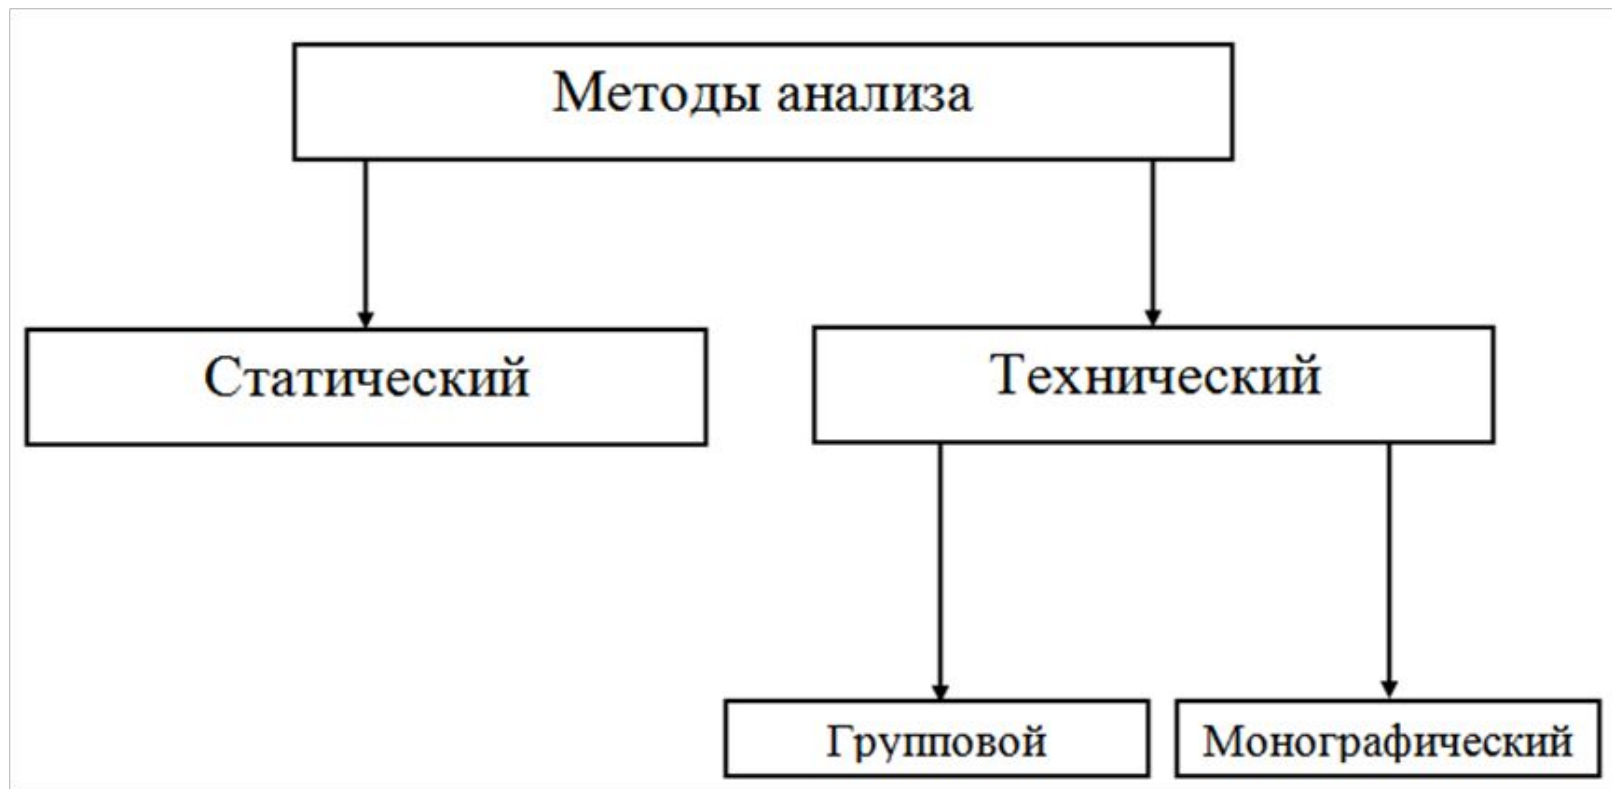 Методы анализа
Статический
Технический
Групповой
Монографический